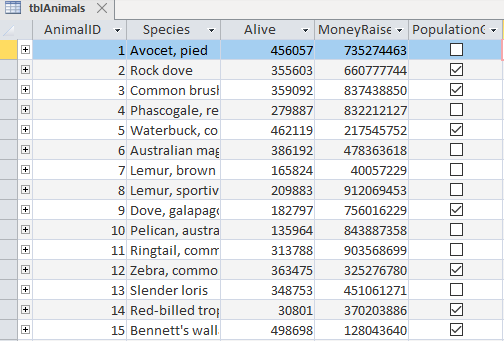 tblAnimals
AnimalID Species Alive MoneyRaise PopulationG
1 Avocet, pied 456057 735274463
2 Rock dove 355603 660777744
3 Common brush 359092 837438850
4 Phascogale, re 279887 832212127
5 Waterbuck, co 462119 217545752
6 Australian mag 386192 478363618
7 Lemur, brown 165824 40057229
8 Lemur, sportiv 209883 912069453
9 Dove, galapago 182797 756016229
10 Pelican, austra 135964 843887358
11 Ringtail, comm 313788 903568699
12 Zebra, commo 363475 325276780
13 Slender loris 348753 451061271
14 Red-billed trop 30801 370203886
15 Bennett's wall 498698 128043640